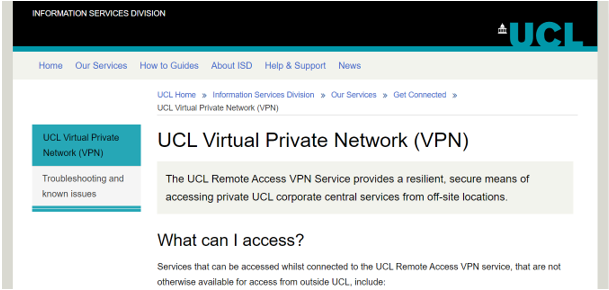 INFORMATION SERVICES DIVISION
UCL
Home Our Services How to Guides About ISD Help & Support News
UCL Home » Information Services Division » Our Services » Get Connected »
UCL Virtual Private Network (VPN)
UCL Virtual Private
Network (VPN)
Troubleshooting and
known issues
UCL Virtual Private Network (VPN)
The UCL Remote Access VPN Service provides a resilient, secure means of
accessing private UCL corporate central services from off-site locations.
What can I access?
Services that can be accessed whilst connected to the UCL Remote Access VPN service, that are not
otherwise available for access from outside UCL, include: